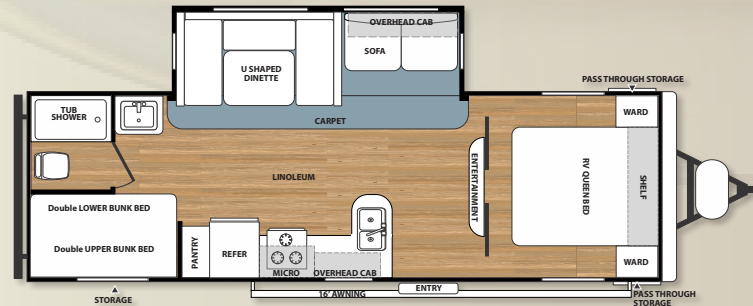 OVERHEAD CAB
SOFA
U SHAPED
DINETTE
PASS THROUGH STORAGE
TUB
SHOWER
WARD
CARPET
LINOLEUM
ENTERTAINMENT
RV QUEEN BED
SHELF
Double LOWER BUNK BED
Double UPPER BUNK BED
PANTRY
REFER
MICRO
OVERHEAD CAB
WARD
ENTRY
16' AWNING
STORAGE
PASS THROUGH
STORAGE